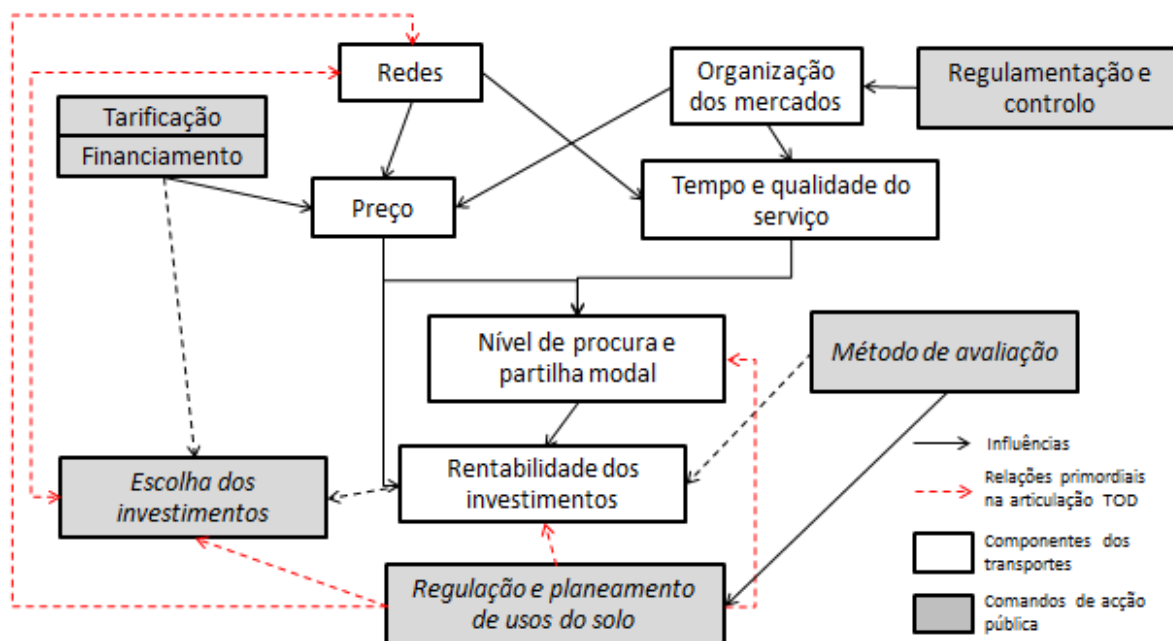 Redes
Organização
dos mercados
Regulamentação e
controlo
Tarificação
Financiamento
Preço
Tempo e qualidade do
serviço
Nível de procura e
partilha modal
Método de avaliação
Influências
Escolha dos
investimentos
Rentabilidade dos
investimentos
Relações primordiais
na articulação TOD
Componentes dos
transportes
Regulação e planeamento
de usos do solo
Comandos de acção
pública